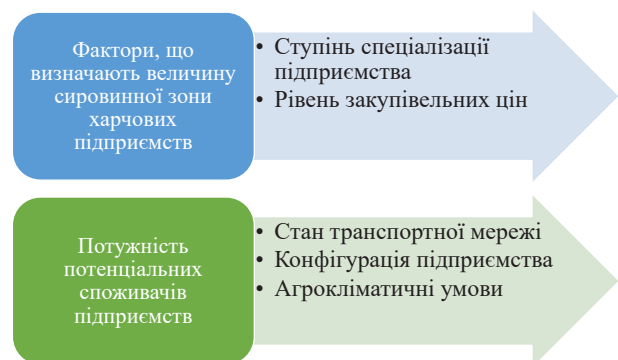 Фактори, що
визначають величину
сировинної зони
харчових
підприємств
• Ступінь спеціалізації
підприємства
• Рівень закупівельних цін
Потужність
потенціальних
споживачів
підприємств
• Стан транспортної мережі
• Конфігурація підприємства
• Агрокліматичні умови